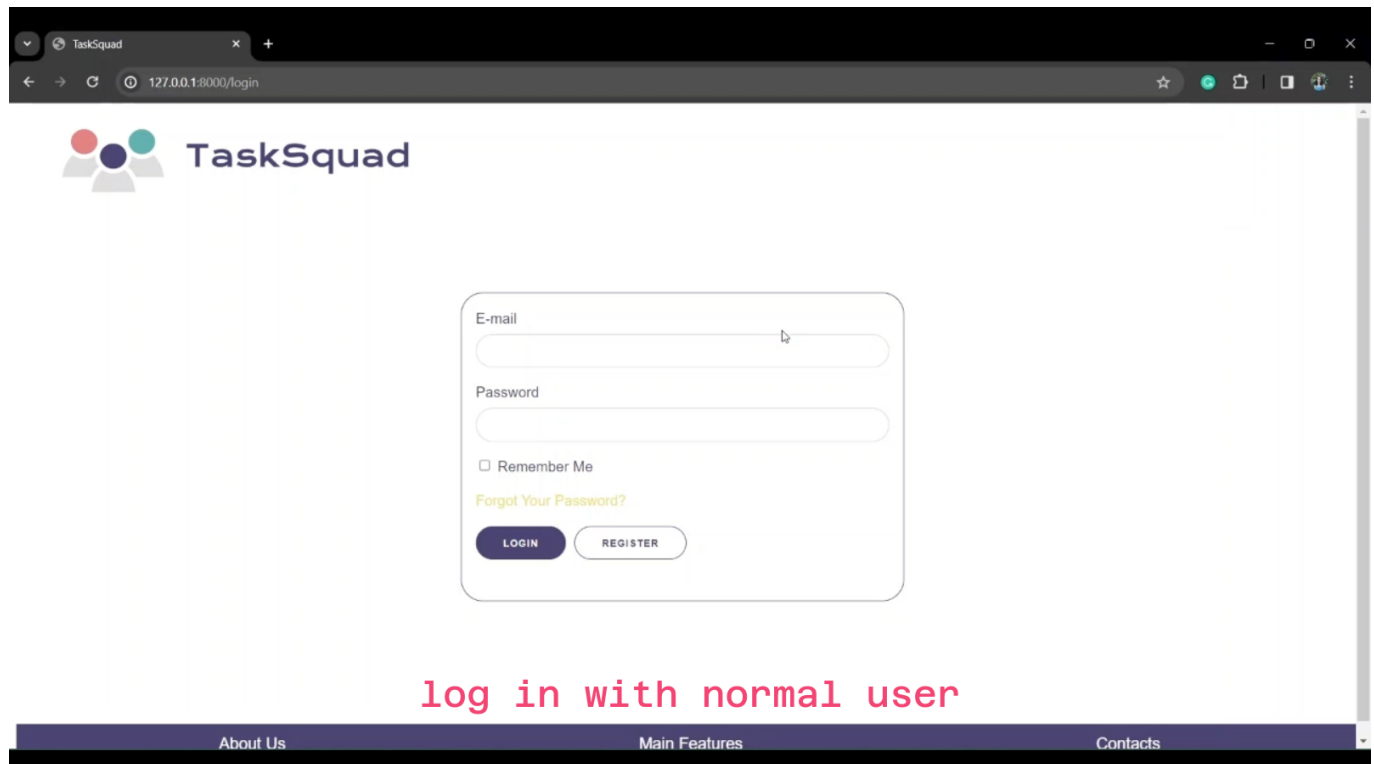 TaskSquad
127.0.0.1:8000/login
TaskSquad
E-mail
Password
Remember Me
Forgot Your Password?
LOGIN REGISTER
log in with normal user
About Us Main Features Contacts